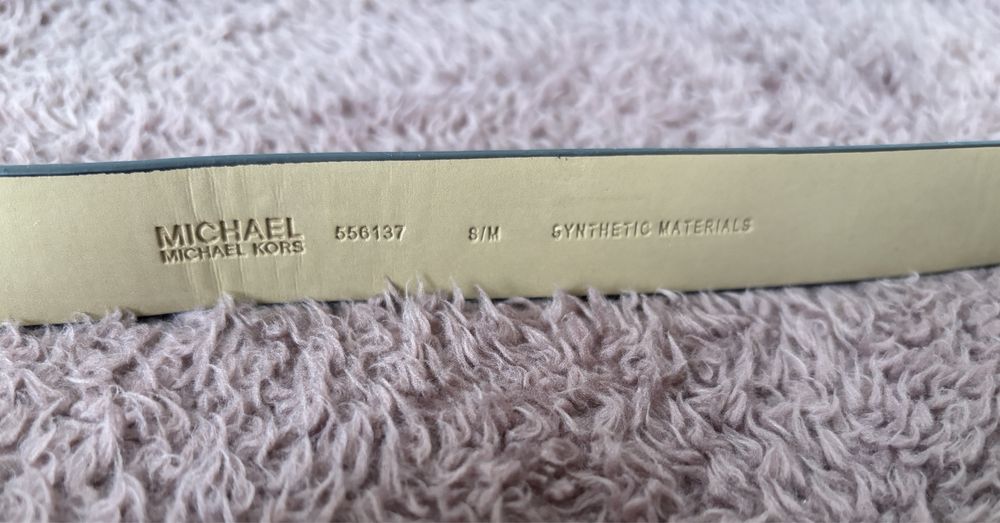 MICHAEL
MICHAEL KORS
556137
S/M
SYNTHETIC MATERIALS